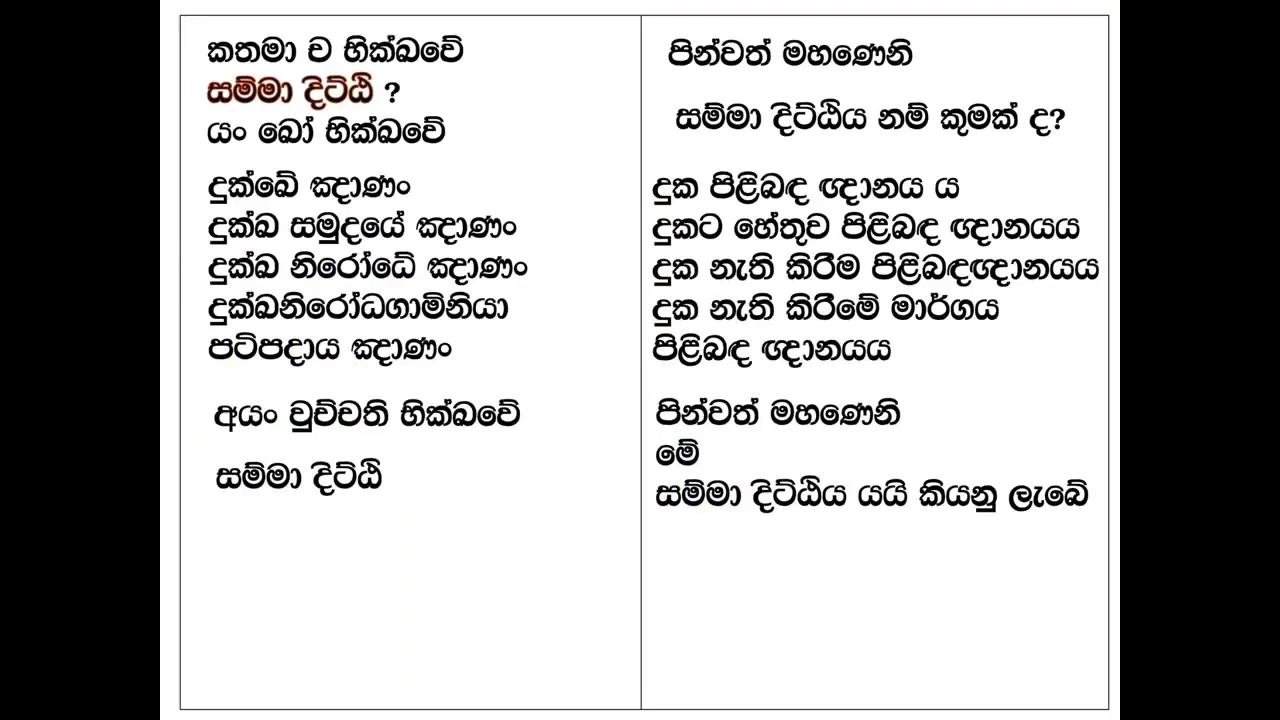 කතමා ච භික්ඛවේ
සම්මා දිට්ඨි ?
යං ඛෝ භික්ඛවේ
දුක්ඛේ ඤාණං
දුක්ඛ සමුදයේ ඤාණං
දුක්ඛ නිරෝධේ ඤාණං
දුක්ඛනිරෝධගාමිනියා
පටිපදාය ඤාණං
අයං වුච්චති භික්ඛවේ
සම්මා දිට්ඨි
පින්වත් මහණෙනි
සම්මා දිට්ඨිය නම් කුමක් ද?
දුක පිළිබඳ ඥානය ය
දුකට හේතුව පිළිබඳ ඥානයය
දුක නැති කිරීම පිළිබඳඥානයය
දුක නැති කිරීමේ මාර්ගය
පිළිබඳ ඥානයය
පින්වත් මහණෙනි
මේ
සම්මා දිට්ඨිය යයි කියනු ලැබේ